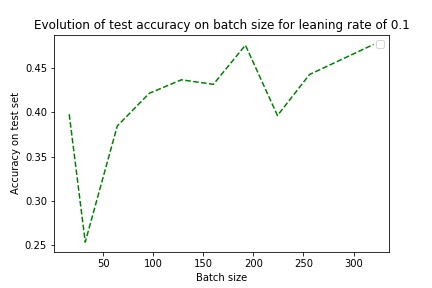 Evolution of test accuracy on batch size for leaning rate of 0.1
0.45
0.40
0.35
0.30
0.25
Accuracy on test set
50 100 150 200 250 300
Batch size